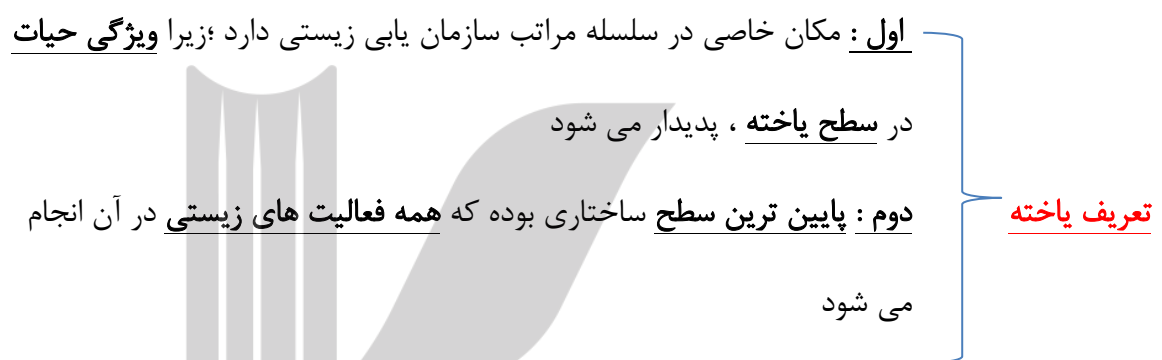 اول : مکان خاصی در سلسله مراتب سازمان یابی زیستی دارد ؛زیرا ویژگی حیات
در سطح یاخته ، پدیدار می شود
تعریف یاخته
دوم : پایین ترین سطح ساختاری بوده که همه فعالیت های زیستی در آن انجام
می شود